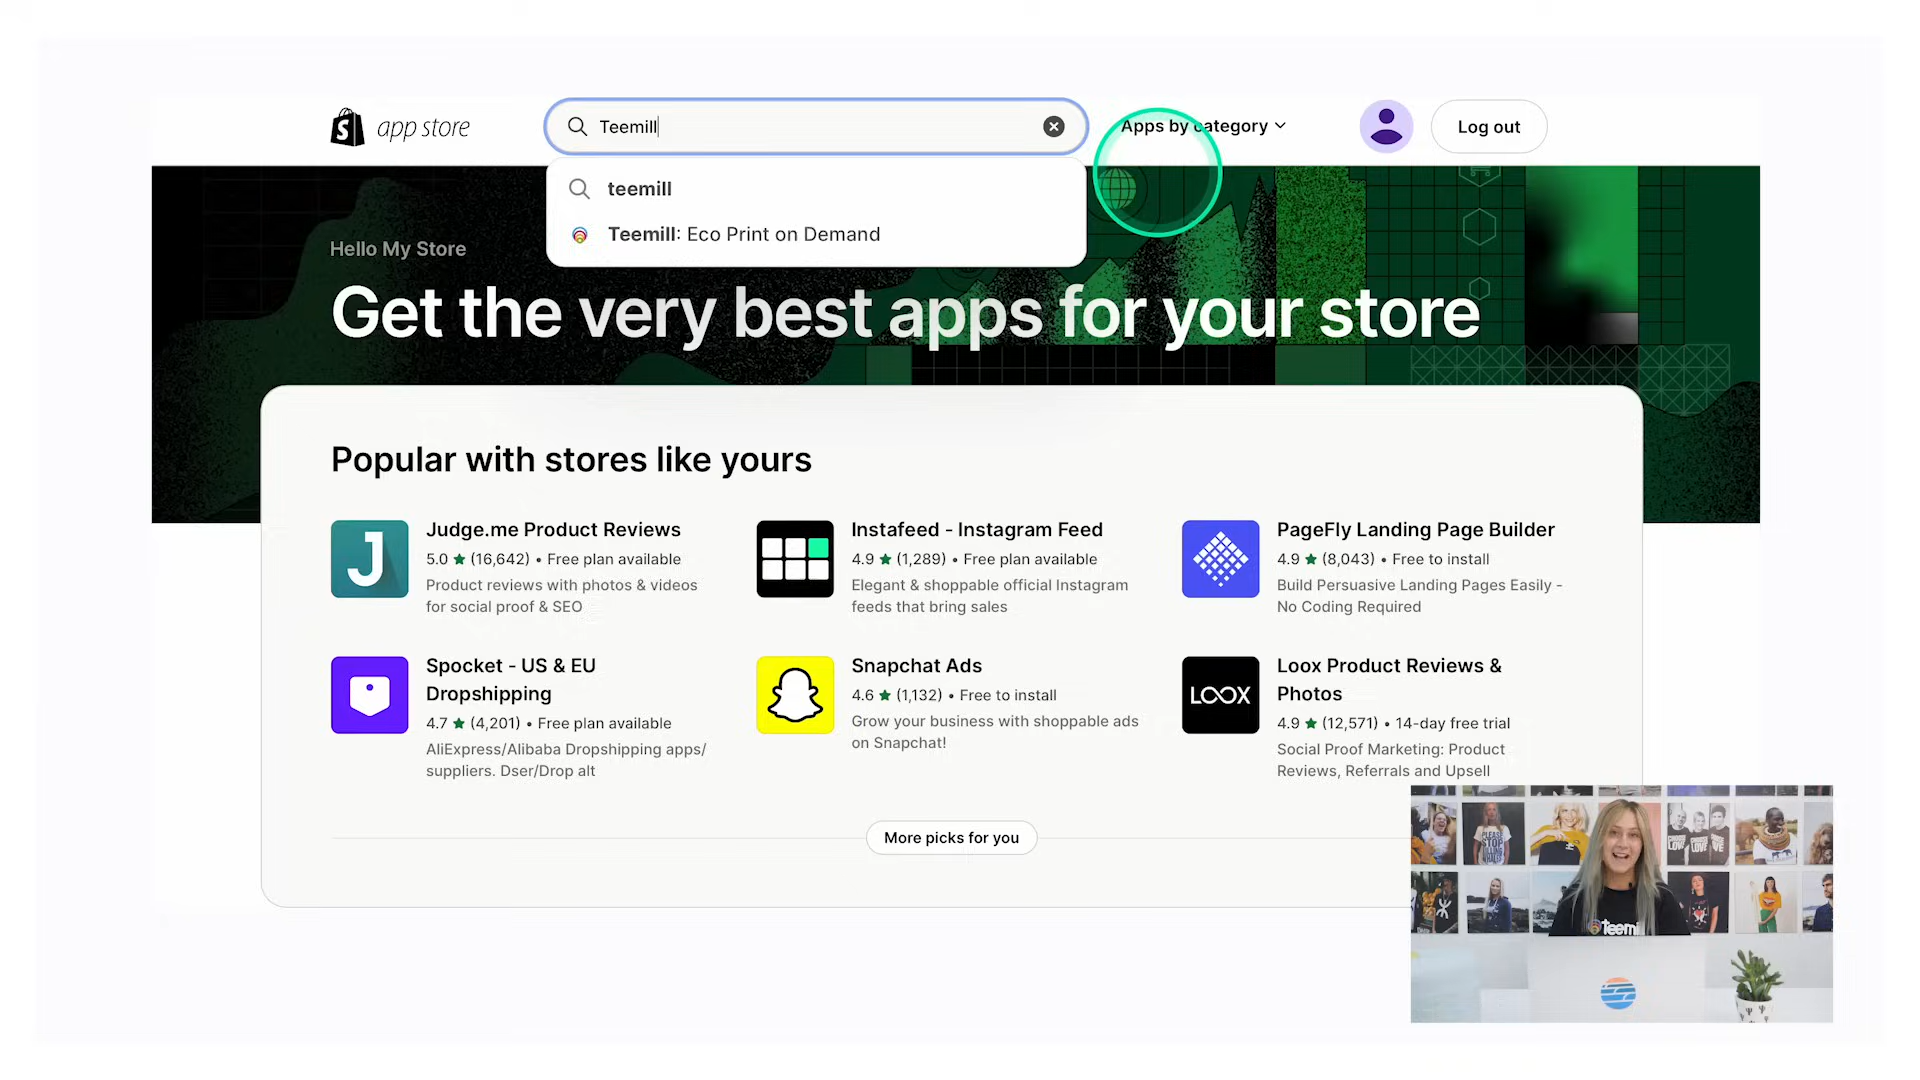 app store
Teemill
Apps by category
Log out
teemill
Teemill: Eco Print on Demand
Hello My Store
Get the very best apps for your store
Popular with stores like yours
Judge.me Product Reviews
5.0 ★ (16,642) • Free plan available
Product reviews with photos & videos
for social proof & SEO
Instafeed - Instagram Feed
4.9 ★ (1,289) • Free plan available
Elegant & shoppable official Instagram
feeds that bring sales
PageFly Landing Page Builder
4.9 ★ (8,043) • Free to install
Build Persuasive Landing Pages Easily -
No Coding Required
Spocket - US & EU
Dropshipping
4.7 ★ (4,201) • Free plan available
AliExpress/Alibaba Dropshipping apps/
suppliers. Dser/Drop alt
Snapchat Ads
4.6 ★ (1,132) • Free to install
Grow your business with shoppable ads
on Snapchat!
LOOX
Loox Product Reviews &
Photos
4.9 ★ (12,571) • 14-day free trial
Social Proof Marketing: Product
Reviews, Referrals and Upsell
More picks for you
PLEASE
STOP